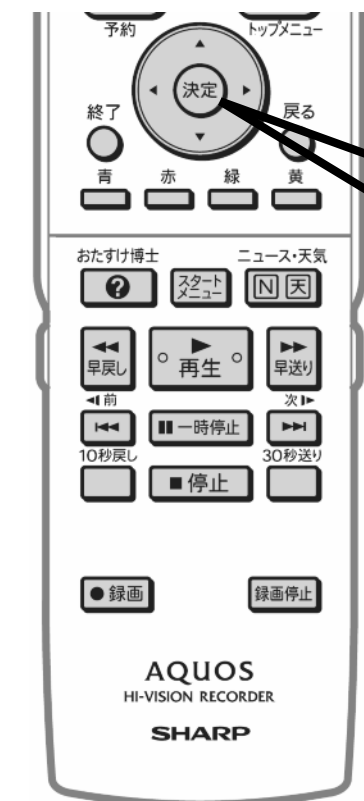 予約 トップメニュー
決定
終了 戻る
青 赤 緑 黄
おたすけ博士 ニュース・天気
? スタートメニュー N 天
早戻し 再生 早送り
前 次
一時停止
10秒戻し 30秒送り
停止
録画 録画停止
AQUOS
HI-VISION RECORDER
SHARP